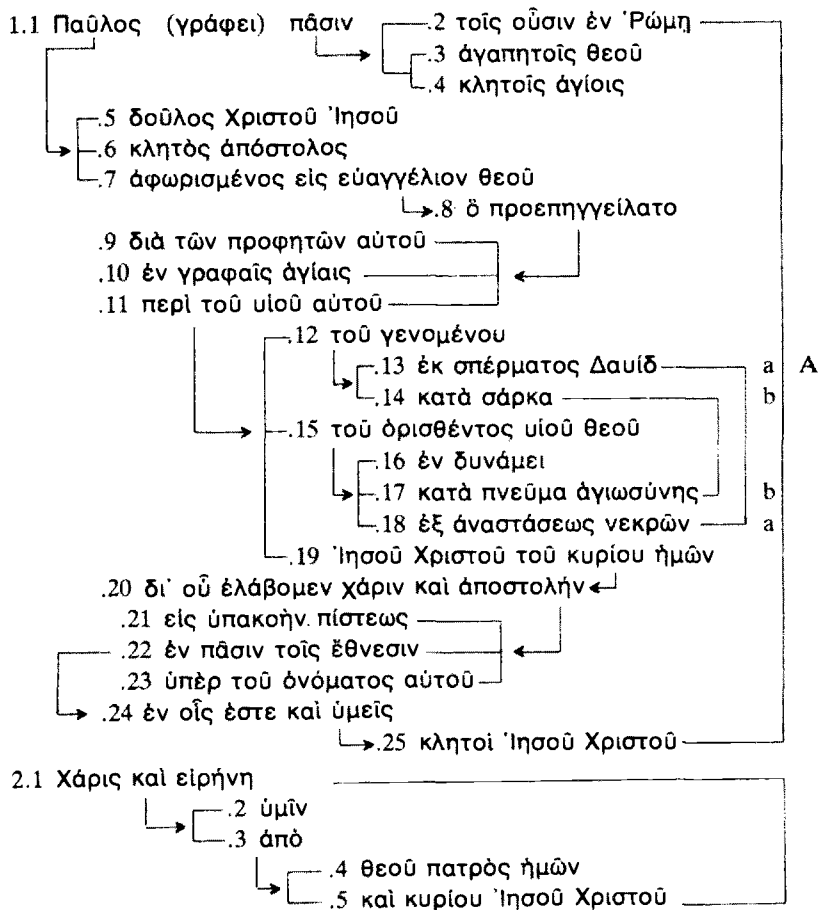 1.1 Παῦλος (γράφει) πᾶσιν .2 τοῖς οὖσιν ἐν Ῥώμῃ
.3 ἀγαπητοῖς θεοῦ
.4 κλητοῖς ἁγίοις
.5 δοῦλος Χριστοῦ Ἰησοῦ
.6 κλητὸς ἀπόστολος
.7 ἀφωρισμένος εἰς εὐαγγέλιον θεοῦ
.8 ὃ προεπηγγείλατο
.9 διὰ τῶν προφητῶν αὐτοῦ
.10 ἐν γραφαῖς ἁγίαις
.11 περὶ τοῦ υἱοῦ αὐτοῦ
.12 τοῦ γενομένου
.13 ἐκ σπέρματος Δαυίδ a A
.14 κατὰ σάρκα b
.15 τοῦ ὁρισθέντος υἱοῦ θεοῦ
.16 ἐν δυνάμει
.17 κατὰ πνεῦμα ἁγιωσύνης b
.18 ἐξ ἀναστάσεως νεκρῶν a
.19 Ἰησοῦ Χριστοῦ τοῦ κυρίου ἡμῶν
.20 δι' οὗ ἐλάβομεν χάριν καὶ ἀποστολήν
.21 εἰς ὑπακοὴν πίστεως
.22 ἐν πᾶσιν τοῖς ἔθνεσιν
.23 ὑπὲρ τοῦ ὀνόματος αὐτοῦ
.24 ἐν οἷς ἐστε καὶ ὑμεῖς
.25 κλητοὶ Ἰησοῦ Χριστοῦ
2.1 Χάρις καὶ εἰρήνη
.2 ὑμῖν
.3 ἀπὸ
.4 θεοῦ πατρὸς ἡμῶν
.5 καὶ κυρίου Ἰησοῦ Χριστοῦ